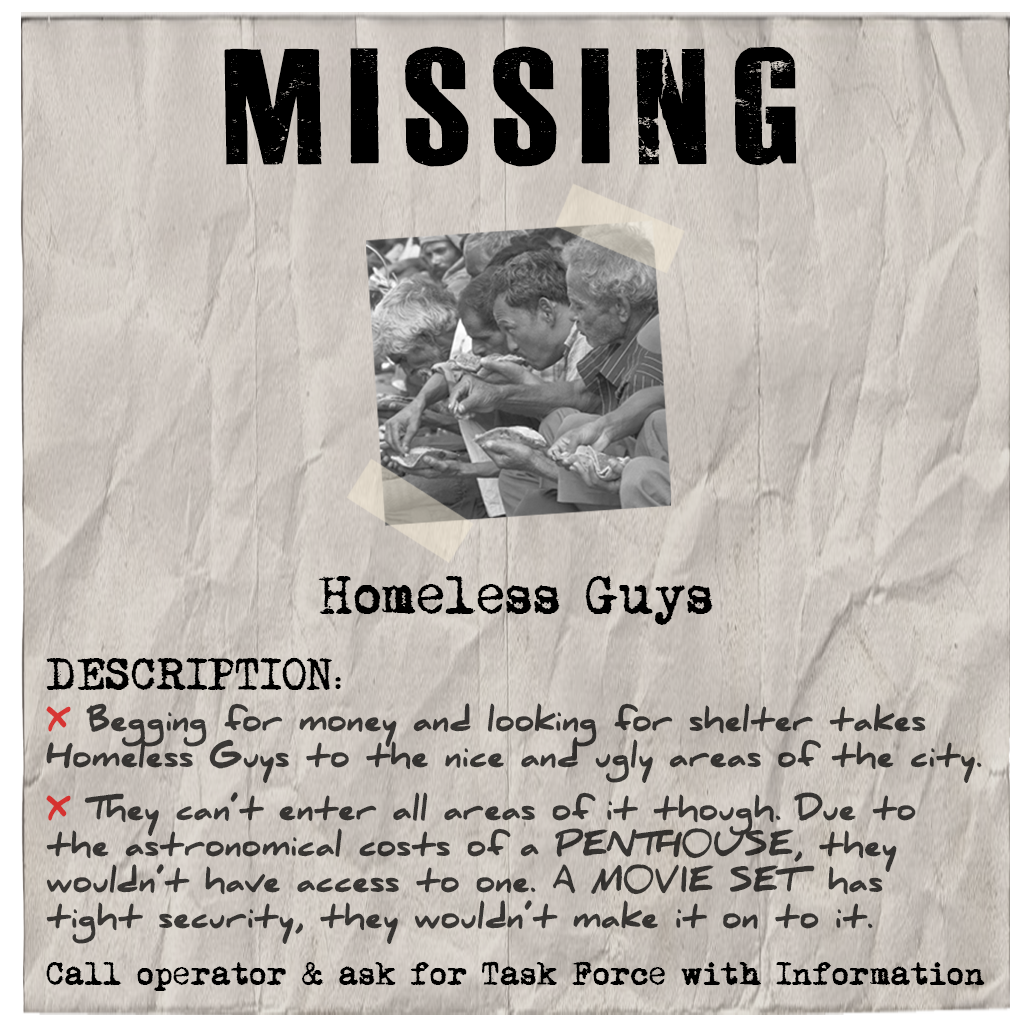 MISSING
Homeless Guys
DESCRIPTION:
✗ Begging for money and looking for shelter takes
Homeless Guys to the nice and ugly areas of the city.
✗ They can't enter all areas of it though. Due to
the astronomical costs of a PENTHOUSE, they
wouldn't have access to one. A MOVIE SET has
tight security, they wouldn't make it on to it.
Call operator & ask for Task Force with Information